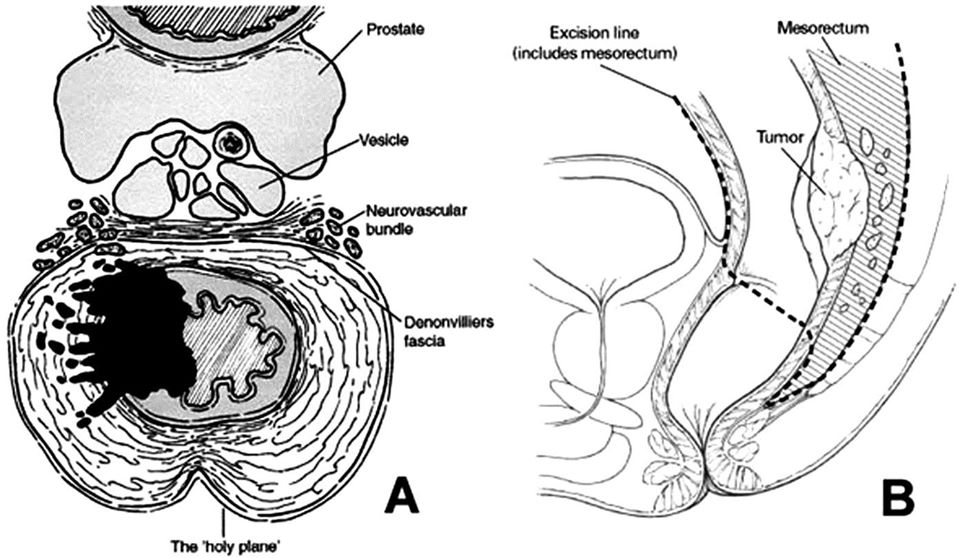 Prostate
Vesicle
Neurovascular
bundle
Denonvilliers
fascia
The 'holy plane'
A
Excision line
(includes mesorectum)
Mesorectum
Tumor
B